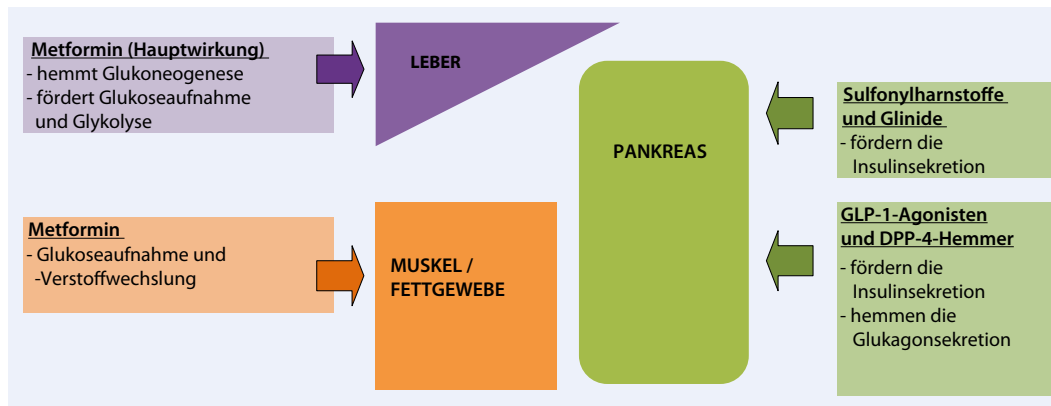 Metformin (Hauptwirkung)
- hemmt Glukoneogenese
- fördert Glukoseaufnahme
und Glykolyse
LEBER
PANKREAS
Sulfonylharnstoffe
und Glinide
- fördern die
Insulinsekretion
Metformin
- Glukoseaufnahme und
-Verstoffwechslung
MUSKEL /
FETTGEWEBE
GLP-1-Agonisten
und DPP-4-Hemmer
- fördern die
Insulinsekretion
- hemmen die
Glukagonsekretion